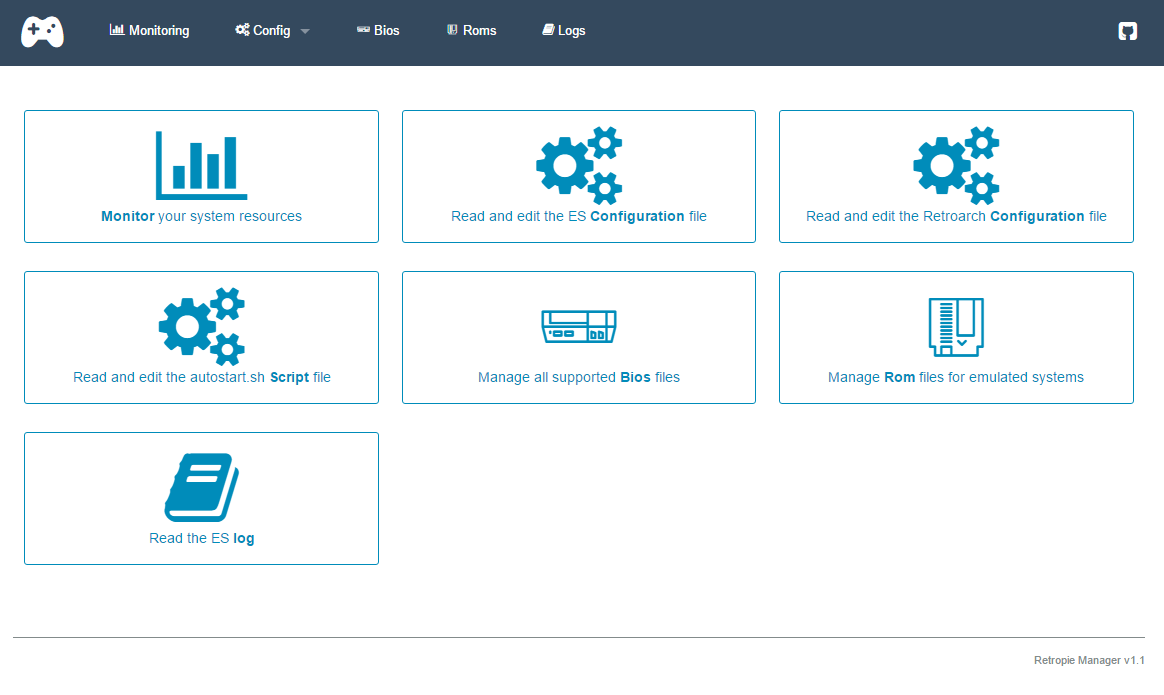 Monitoring Config Bios Roms Logs
Monitor your system resources
Read and edit the ES Configuration file
Read and edit the Retroarch Configuration file
Read and edit the autostart.sh Script file
Manage all supported Bios files
Manage Rom files for emulated systems
Read the ES log
Retropie Manager v1.1